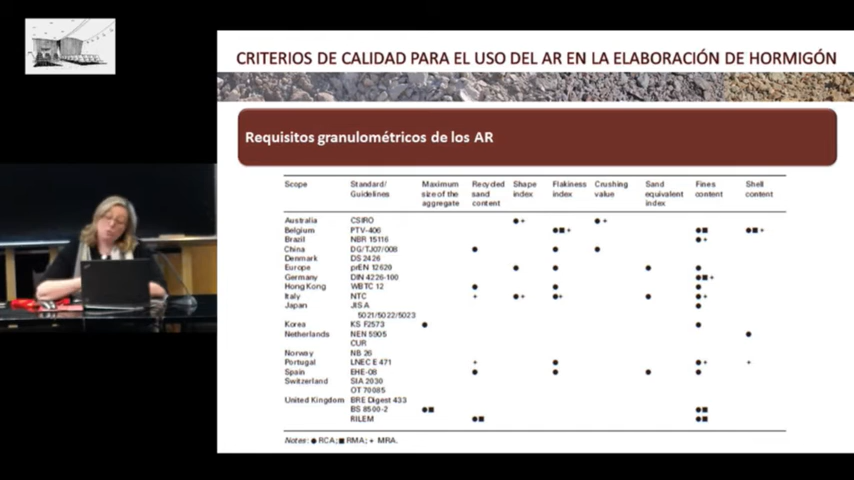 CRITERIOS DE CALIDAD PARA EL USO DEL AR EN LA ELABORACIÓN DE HORMIGÓN
Requisitos granulométricos de los AR
Scope Standard/ Guidelines Maximum size of the aggregate Recycled sand content Shape index Flakiness index Crushing value Sand equivalent index Fines content Shell content
Australia CSIRO ●+ ●+
Belgium PTV-406 ●■+ ●■ ●■+
Brazil NBR 15116 ●+
China DG/TJ07/008 ● ● ●
Denmark DS 2426
Europe prEN 12620 ● ● ● ●
Germany DIN 4226-100 ●■+
Hong Kong WBTC 12 ● ● ●
Italy NTC + ●+ ●+ ● ●+
Japan JIS A ●
5021/5022/5023
Korea KS F2573 ● ●
Netherlands NEN 5905 ●
CUR
Norway NB 26
Portugal LNEC E 471 + ● ●+ +
Spain EHE-08 ● ● ● ●
Switzerland SIA 2030
OT 70085
United Kingdom BRE Digest 433
BS 8500-2 ●■ ●■
RILEM ●■ ●■
Notes: ● RCA; ■ RMA; + MRA.